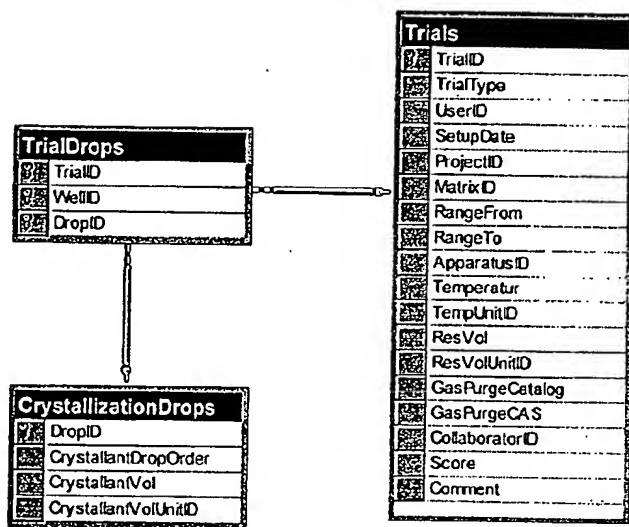 TrialDrops
TrialID
WellID
DropID
CrystallizationDrops
DropID
CrystallantDropOrder
CrystallantVol
CrystallantVolUnitID
Trials
TrialID
TrialType
UserID
SetupDate
ProjectID
MatrixID
RangeFrom
RangeTo
ApparatusID
Temperatur
TempUnitID
ResVol
ResVolUnitID
GasPurgeCatalog
GasPurgeCAS
CollaboratorID
Score
Comment